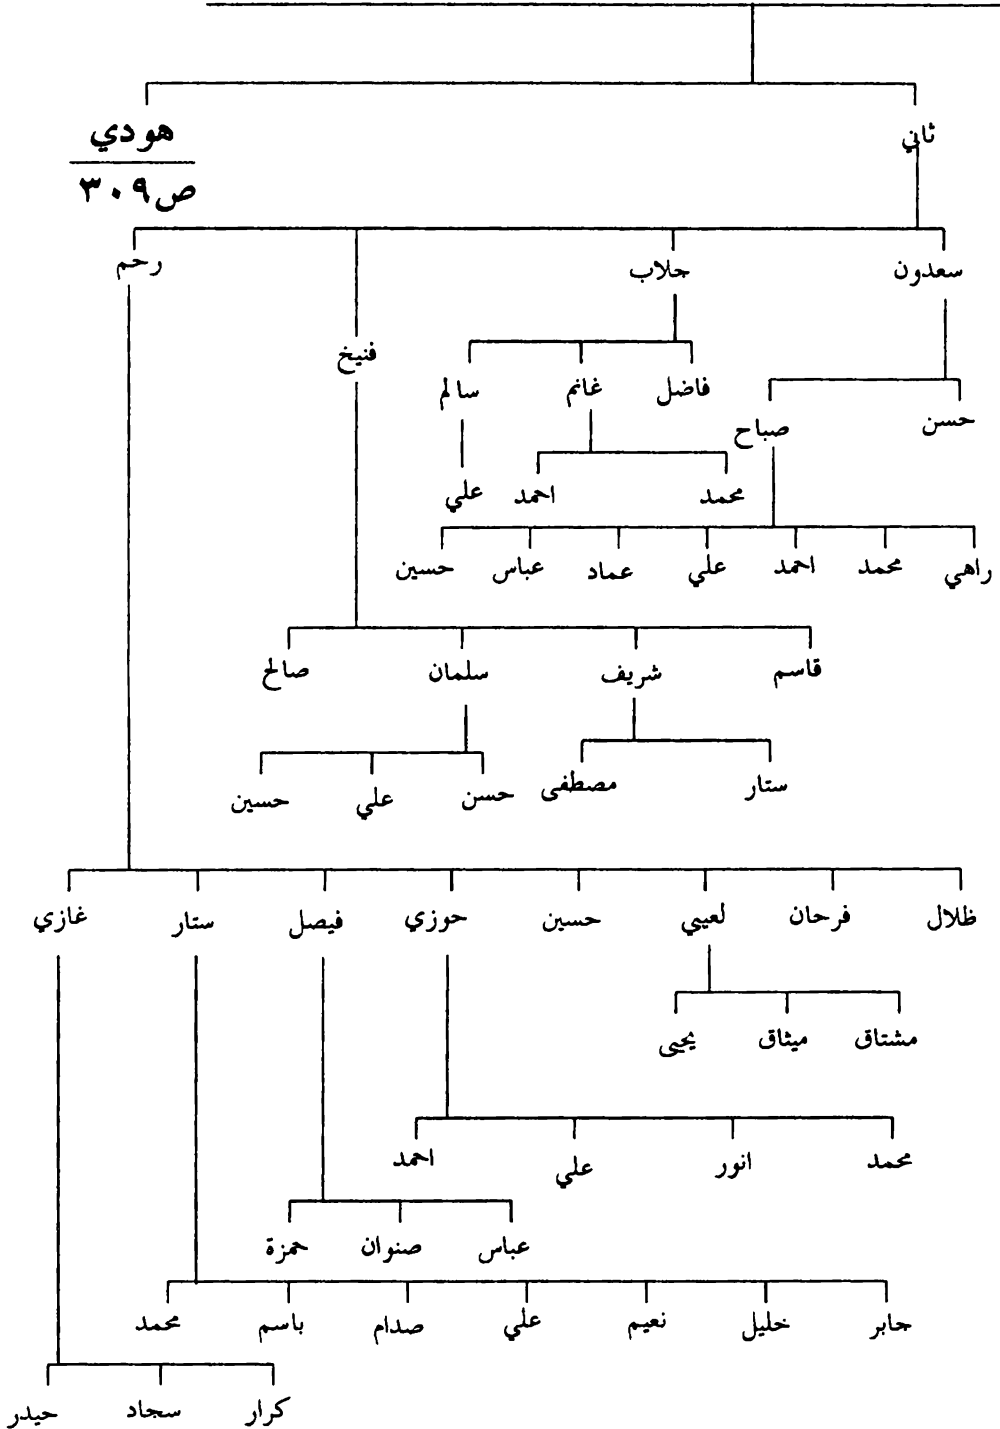 ثاني هودي
ص٣٠٩
سعدون جلاب رحم
فنيخ
فاضل غانم سالم
حسن صباح
محمد احمد علي
راهي محمد احمد علي عماد عباس حسين
قاسم شريف سلمان صالح
ستار مصطفى حسن علي حسين
ظلال فرحان لعيبي حسين حوزي فيصل ستار غازي
مشتاق ميثاق يحيى
محمد انور علي احمد
عباس صنوان حمزة
جابر خليل نعيم علي صدام باسم محمد
كرار سجاد حيدر